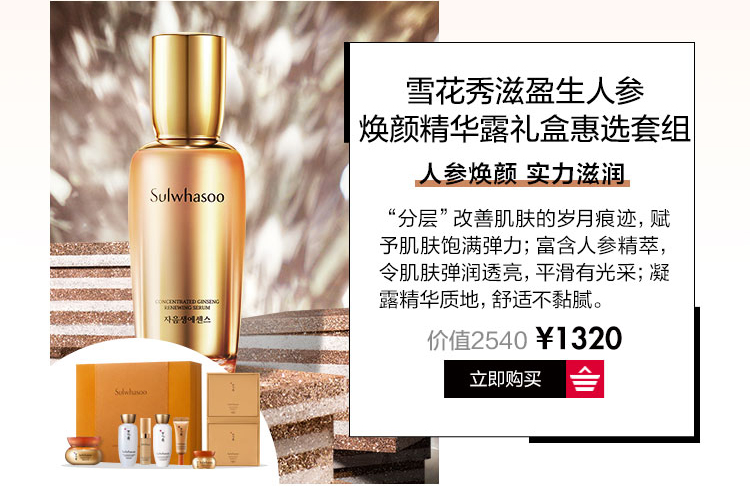 Sulwhasoo
CONCENTRATED GINSENG
RENEWING SERUM
자음생에센스
Sulwhasoo
雪花秀滋盈生人参
焕颜精华露礼盒惠选套组
人参焕颜 实力滋润
“分层”改善肌肤的岁月痕迹，赋
予肌肤饱满弹力；富含人参精萃，
令肌肤弹润透亮，平滑有光采；凝
露精华质地，舒适不黏腻。
价值2540 ¥1320
立即购买